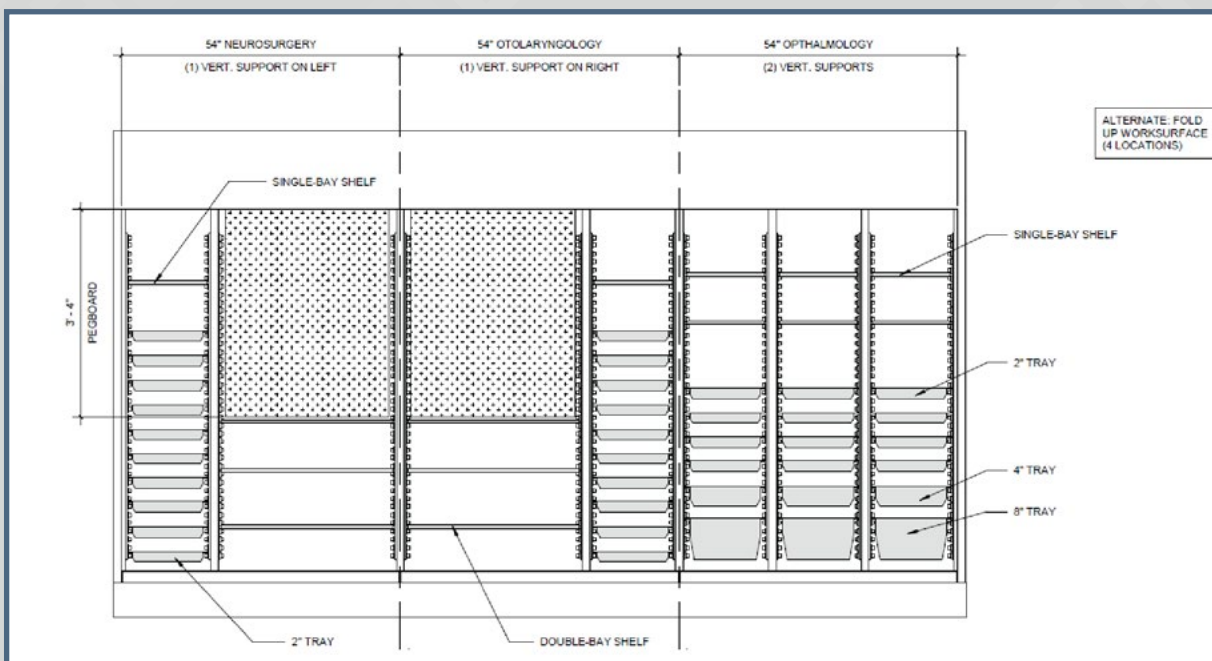 54" NEUROSURGERY
(1) VERT. SUPPORT ON LEFT
54" OTOLARYNGOLOGY
(1) VERT. SUPPORT ON RIGHT
54" OPTHALMOLOGY
(2) VERT. SUPPORTS
ALTERNATE: FOLD
UP WORKSURFACE
(4 LOCATIONS)
SINGLE-BAY SHELF
SINGLE-BAY SHELF
3' - 4"
PEGBOARD
2" TRAY
4" TRAY
8" TRAY
2" TRAY
DOUBLE-BAY SHELF